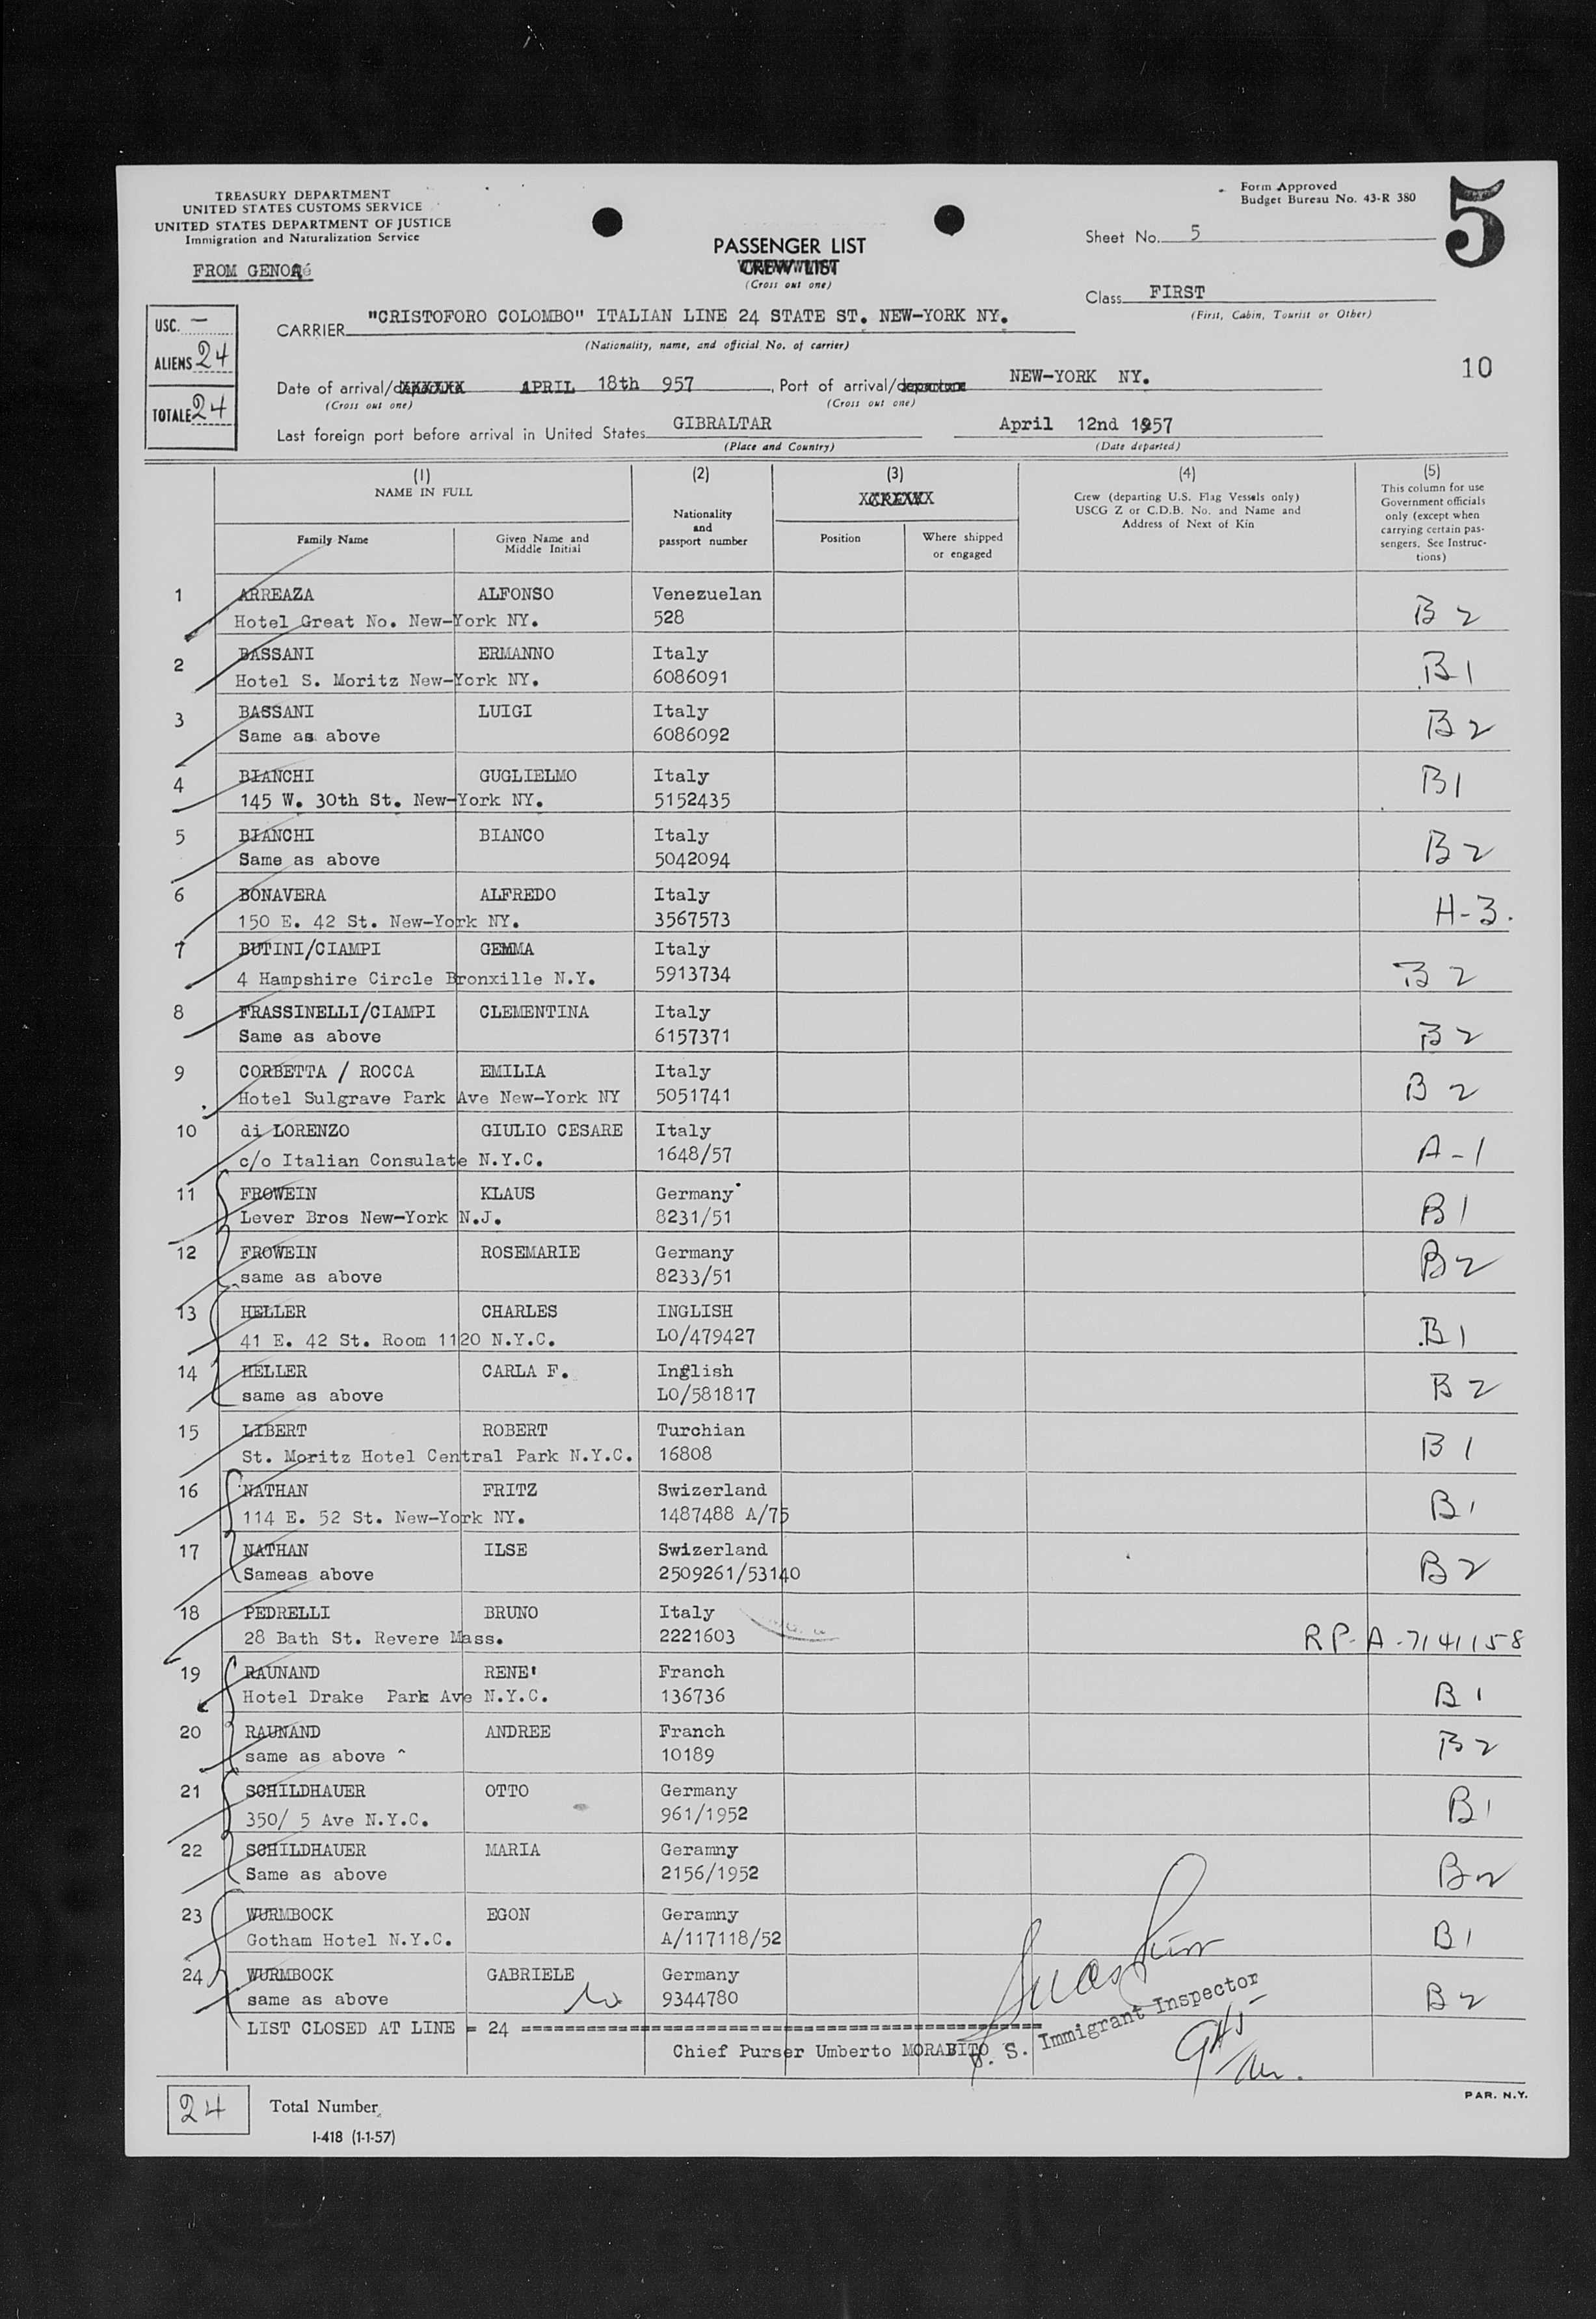 TREASURY DEPARTMENT
UNITED STATES CUSTOMS SERVICE
UNITED STATES DEPARTMENT OF JUSTICE
Immigration and Naturalization Service
FROM GENOA
Form Approved
Budget Bureau No. 43-R 380
5
PASSENGER LIST
CREW LIST
(Cross out one)
Sheet No. 5
Class FIRST
(First, Cabin, Tourist or Other)
USC. —
ALIENS 24
TOTALE 24
CARRIER "CRISTOFORO COLOMBO" ITALIAN LINE 24 STATE ST. NEW-YORK NY.
(Nationality, name, and official No. of carrier)
10
Date of arrival/departure APRIL 18th 957, Port of arrival/departure NEW-YORK NY.
(Cross out one) (Cross out one)
Last foreign port before arrival in United States GIBRALTAR April 12nd 1957
(Place and Country) (Date departed)
(1) (2) (3) (4) (5)
NAME IN FULL
Family Name
Given Name and Middle Initial
Nationality and passport number
Position
Where shipped or engaged
Crew (departing U.S. Flag Vessels only)
USCG Z or C.D.B. No. and Name and
Address of Next of Kin
This column for use
Government officials
only (except when
carrying certain pas-
sengers. See Instruc-
tions)
1 ARREAZA ALFONSO Venezuelan
Hotel Great No. New-York NY. 528 B2
2 BASSANI ERMANNO Italy
Hotel S. Moritz New-York NY. 6086091 B1
3 BASSANI LUIGI Italy
Same as above 6086092 B2
4 BIANCHI GUGLIELMO Italy
145 W. 30th St. New-York NY. 5152435 B1
5 BIANCHI BIANCO Italy
Same as above 5042094 B2
6 BONAVERA ALFREDO Italy
150 E. 42 St. New-York NY. 3567573 H-3.
7 BUTINI/CIAMPI GEMMA Italy
4 Hampshire Circle Bronxille N.Y. 5913734 B2
8 FRASSINELLI/CIAMPI CLEMENTINA Italy
Same as above 6157371 B2
9 CORBETTA / ROCCA EMILIA Italy
Hotel Sulgrave Park Ave New-York NY 5051741 B2
10 di LORENZO GIULIO CESARE Italy
c/o Italian Consulate N.Y.C. 1648/57 A-1
11 FROWEIN KLAUS Germany
Lever Bros New-York N.J. 8231/51 B1
12 FROWEIN ROSEMARIE Germany
same as above 8233/51 B2
13 HELLER CHARLES INGLISH
41 E. 42 St. Room 1120 N.Y.C. LO/479427 B1
14 HELLER CARLA F. Inglish
same as above LO/581817 B2
15 LIBERT ROBERT Turchian
St. Moritz Hotel Central Park N.Y.C. 16808 B1
16 NATHAN FRITZ Swizerland
114 E. 52 St. New-York NY. 1487488 A/75 B1
17 NATHAN ILSE Swizerland
Sameas above 2509261/53140 B2
18 PEDRELLI BRUNO Italy
28 Bath St. Revere Mass. 2221603 RP-A-7141158
19 RAUNAND RENE' Franch
Hotel Drake Park Ave N.Y.C. 136736 B1
20 RAUNAND ANDREE Franch
same as above 10189 B2
21 SCHILDHAUER OTTO Germany
350/ 5 Ave N.Y.C. 961/1952 B1
22 SCHILDHAUER MARIA Geramny
Same as above 2156/1952 B2
23 WURMBOCK EGON Geramny
Gotham Hotel N.Y.C. A/117118/52 B1
24 WURMBOCK GABRIELE Germany
same as above 9344780 B2
LIST CLOSED AT LINE = 24 ================================================
Chief Purser Umberto MORABITO
U. S. Immigrant Inspector
24
Total Number
PAR. N.Y.
I-418 (1-1-57)